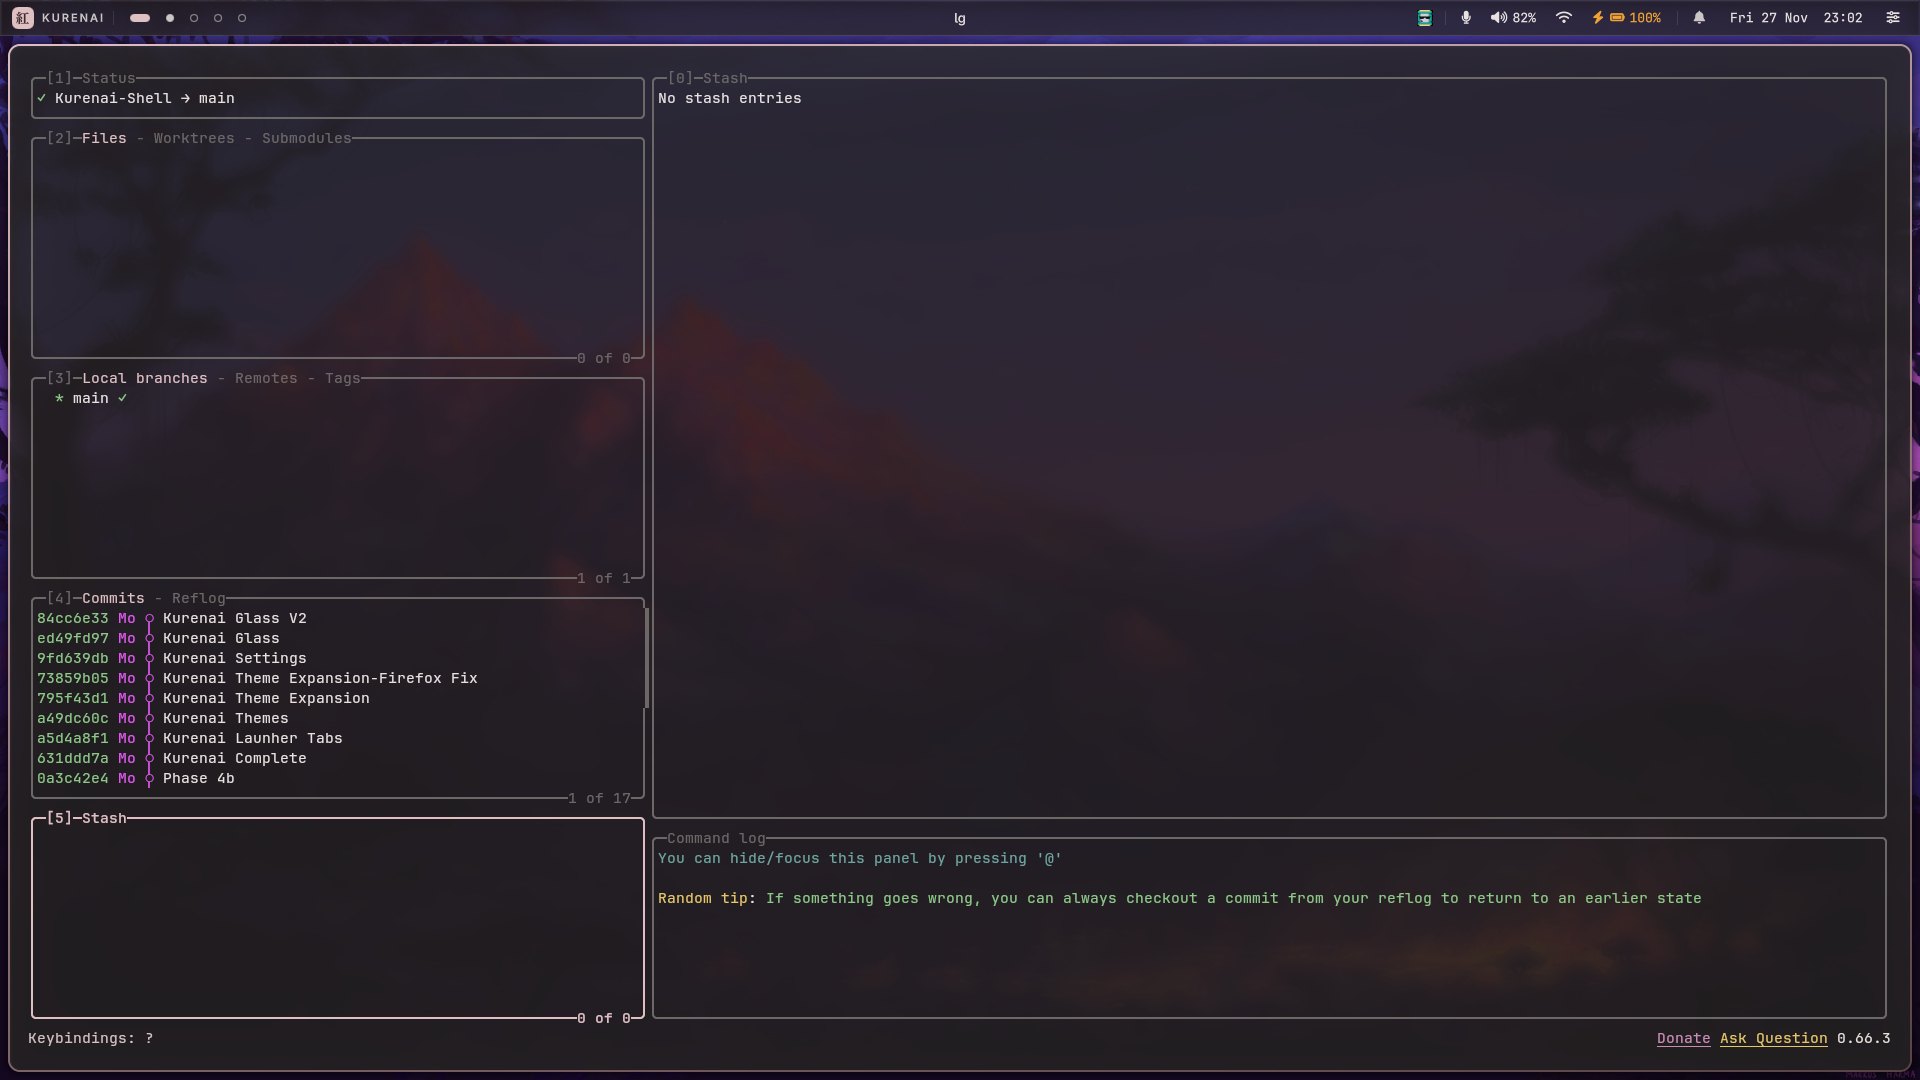 紅 KURENAI lg 82% 100% Fri 27 Nov 23:02
[1]─Status
✓ Kurenai-Shell → main
[2]─Files - Worktrees - Submodules
0 of 0
[3]─Local branches - Remotes - Tags
* main ✓
1 of 1
[4]─Commits - Reflog
84cc6e33 Mo Kurenai Glass V2
ed49fd97 Mo Kurenai Glass
9fd639db Mo Kurenai Settings
73859b05 Mo Kurenai Theme Expansion-Firefox Fix
795f43d1 Mo Kurenai Theme Expansion
a49dc60c Mo Kurenai Themes
a5d4a8f1 Mo Kurenai Launher Tabs
631ddd7a Mo Kurenai Complete
0a3c42e4 Mo Phase 4b
1 of 17
[5]─Stash
0 of 0
[0]─Stash
No stash entries
Command log
You can hide/focus this panel by pressing '@'
Random tip: If something goes wrong, you can always checkout a commit from your reflog to return to an earlier state
Keybindings: ? Donate Ask Question 0.66.3